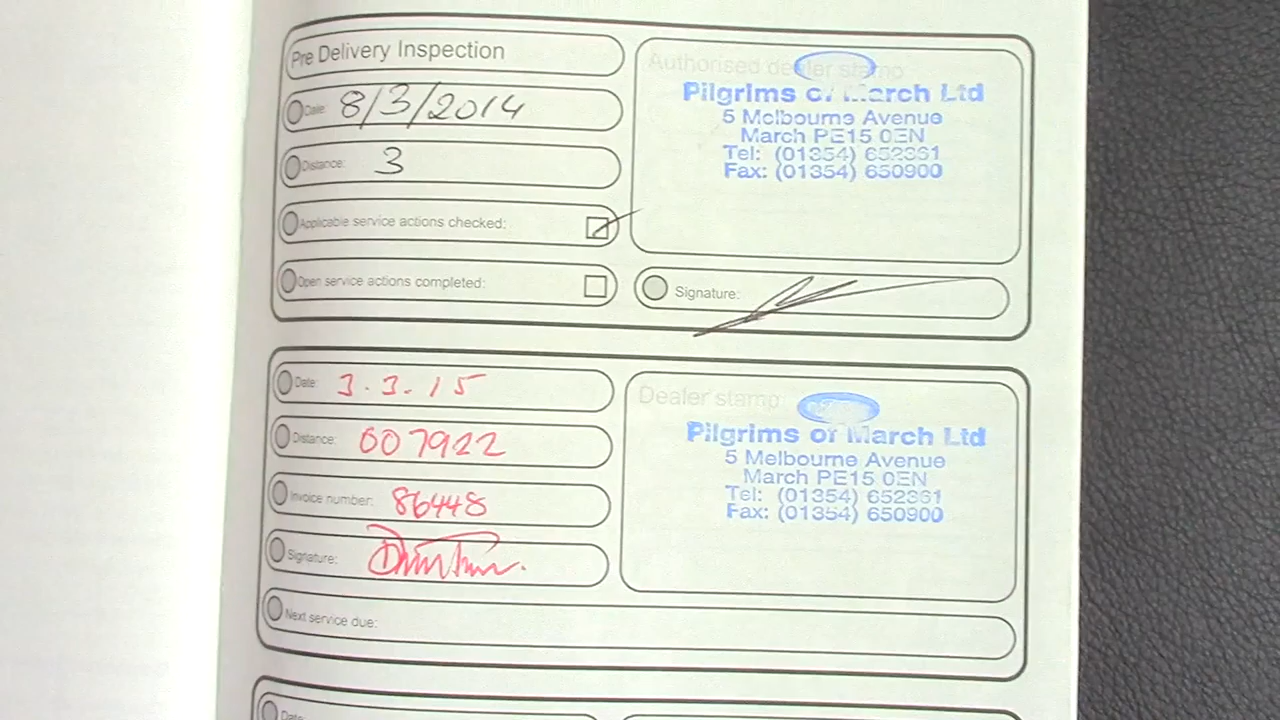 Pre Delivery Inspection
Date: 8/3/2014
Distance: 3
Applicable service actions checked:
Open service actions completed:
Authorised dealer stamp
Pilgrims of March Ltd
5 Melbourne Avenue
March PE15 0EN
Tel: (01354) 652361
Fax: (01354) 650900
Signature:
Date: 3.3.15
Distance: 007922
Invoice number: 86448
Signature:
Next service due:
Dealer stamp
Pilgrims of March Ltd
5 Melbourne Avenue
March PE15 0EN
Tel: (01354) 652361
Fax: (01354) 650900
Date: